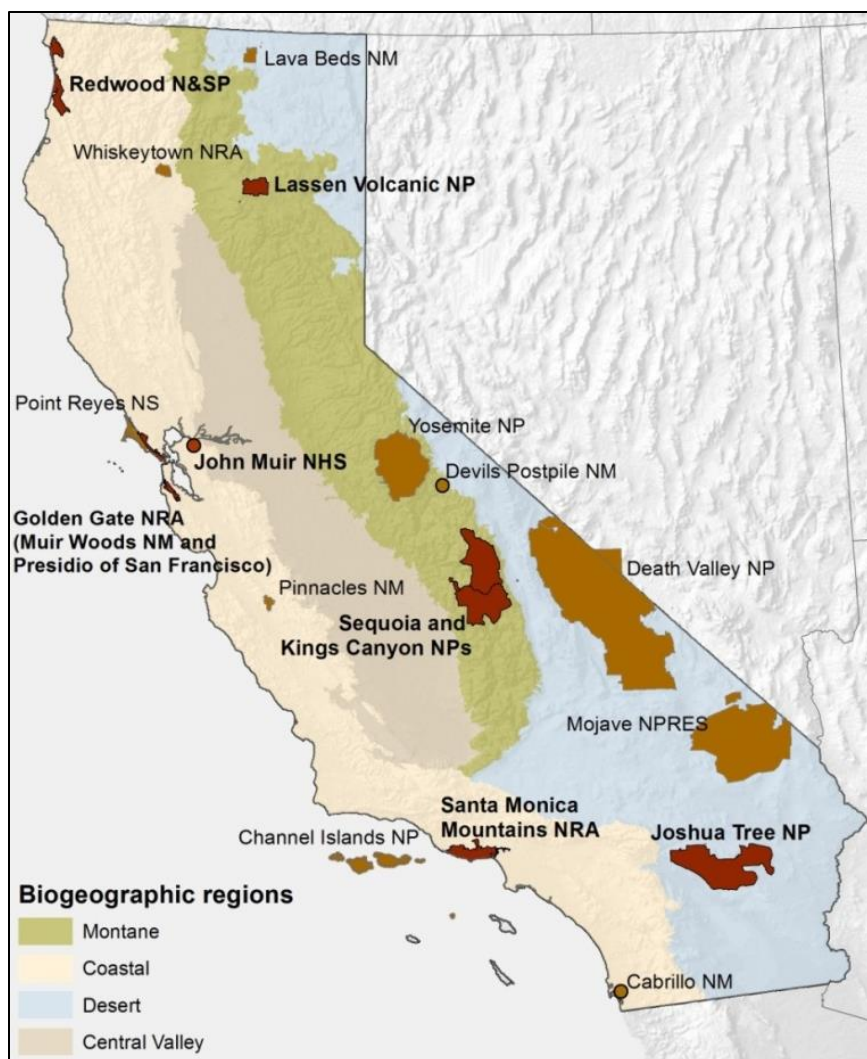 Lava Beds NM
Redwood N&SP
Whiskeytown NRA
Lassen Volcanic NP
Point Reyes NS
Yosemite NP
John Muir NHS
Devils Postpile NM
Golden Gate NRA
(Muir Woods NM and
Presidio of San Francisco)
Death Valley NP
Pinnacles NM
Sequoia and
Kings Canyon NPs
Mojave NPRES
Santa Monica
Mountains NRA
Joshua Tree NP
Channel Islands NP
Biogeographic regions
Montane
Coastal
Desert
Central Valley
Cabrillo NM